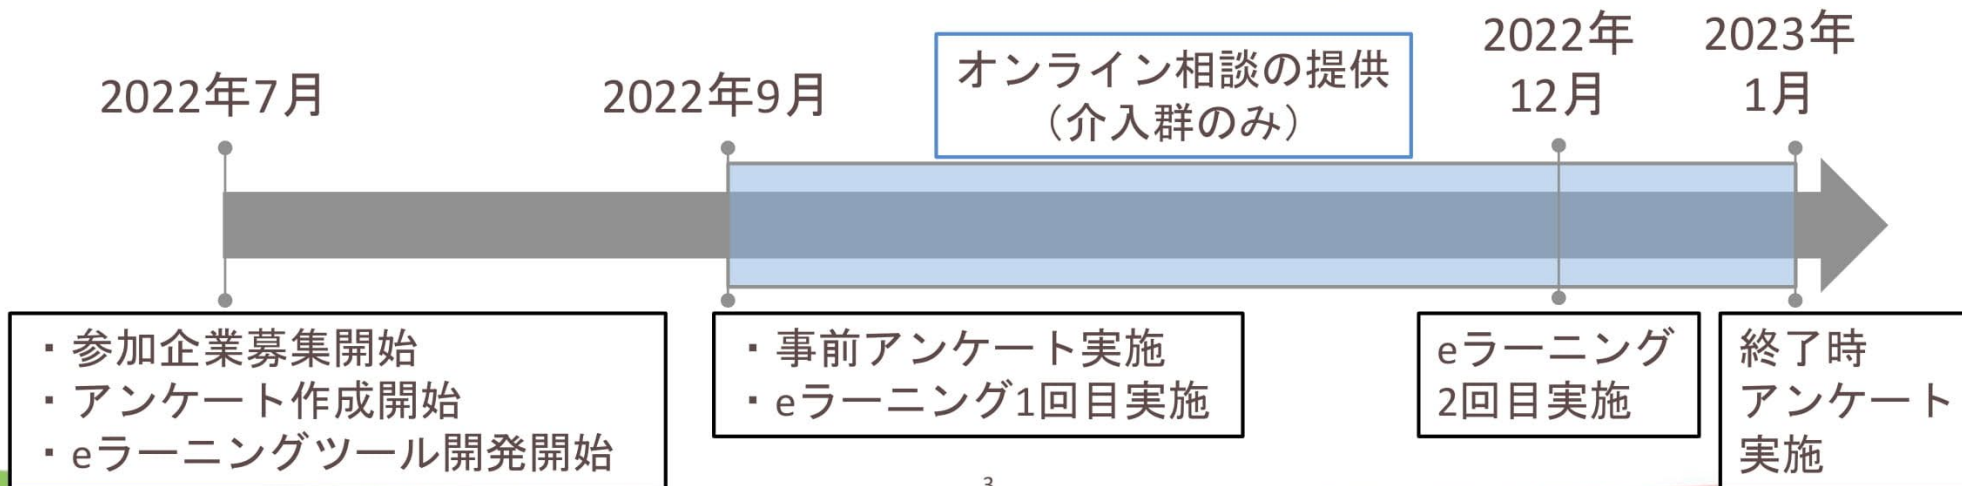 2022年7月
2022年9月
オンライン相談の提供
（介入群のみ）
2022年
12月
2023年
1月
・参加企業募集開始
・アンケート作成開始
・eラーニングツール開発開始
・事前アンケート実施
・eラーニング1回目実施
eラーニング
2回目実施
終了時
アンケート
実施
3